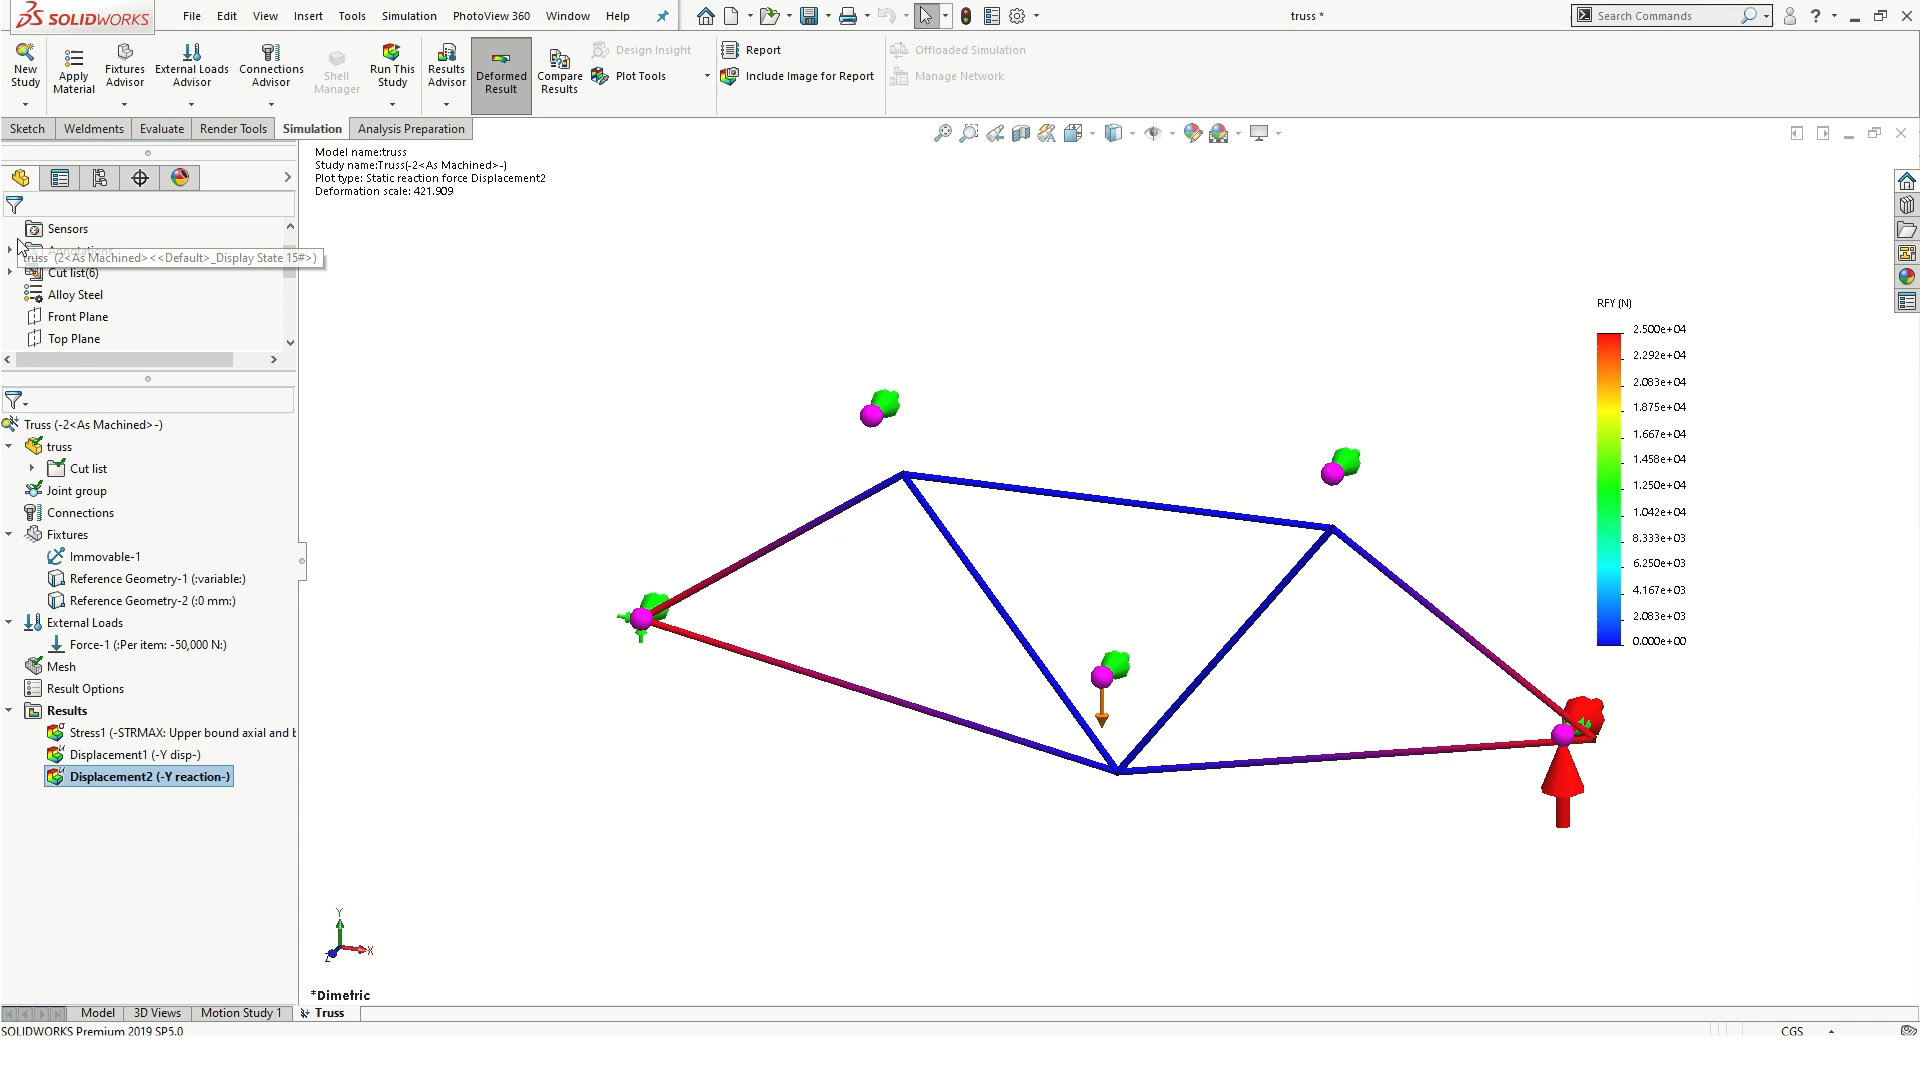 SOLIDWORKS
File Edit View Insert Tools Simulation PhotoView 360 Window Help
truss *
Search Commands
New Study
Apply Material
Fixtures Advisor
External Loads Advisor
Connections Advisor
Shell Manager
Run This Study
Results Advisor
Deformed Result
Compare Results
Design Insight
Plot Tools
Report
Include Image for Report
Offloaded Simulation
Manage Network
Sketch Weldments Evaluate Render Tools Simulation Analysis Preparation
Model name:truss
Study name:Truss(-2<As Machined>-)
Plot type: Static reaction force Displacement2
Deformation scale: 421.909
Sensors
Annotations
truss (2<As Machined><<Default>_Display State 15#>)
Cut list(6)
Alloy Steel
Front Plane
Top Plane
Truss (-2<As Machined>-)
truss
Cut list
Joint group
Connections
Fixtures
Immovable-1
Reference Geometry-1 (:variable:)
Reference Geometry-2 (:0 mm:)
External Loads
Force-1 (:Per item: -50,000 N:)
Mesh
Result Options
Results
Stress1 (-STRMAX: Upper bound axial and b
Displacement1 (-Y disp-)
Displacement2 (-Y reaction-)
RFY (N)
2.500e+04
2.292e+04
2.083e+04
1.875e+04
1.667e+04
1.458e+04
1.250e+04
1.042e+04
8.333e+03
6.250e+03
4.167e+03
2.083e+03
0.000e+00
Y
X
Z
*Dimetric
Model 3D Views Motion Study 1 Truss
SOLIDWORKS Premium 2019 SP5.0
CGS